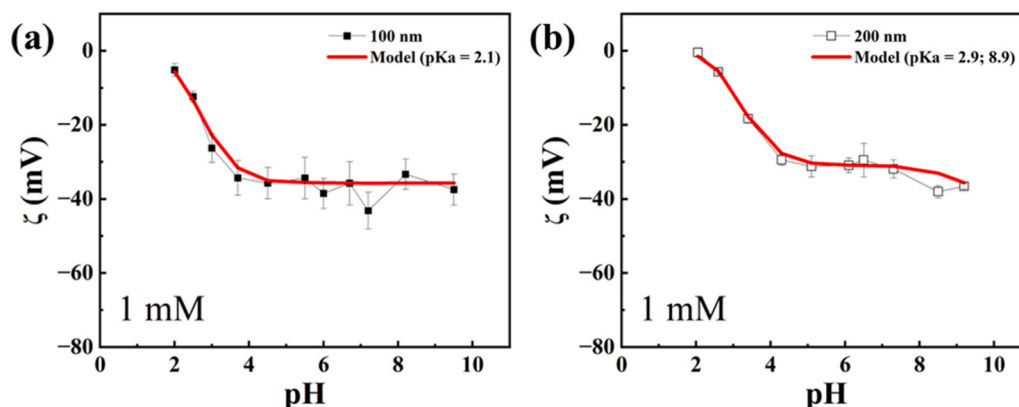 (a)
100 nm
Model (pKa = 2.1)
0
−20
−40
−60
−80
ζ (mV)
1 mM
0 2 4 6 8 10
pH
(b)
200 nm
Model (pKa = 2.9; 8.9)
0
−20
−40
−60
−80
ζ (mV)
1 mM
0 2 4 6 8 10
pH